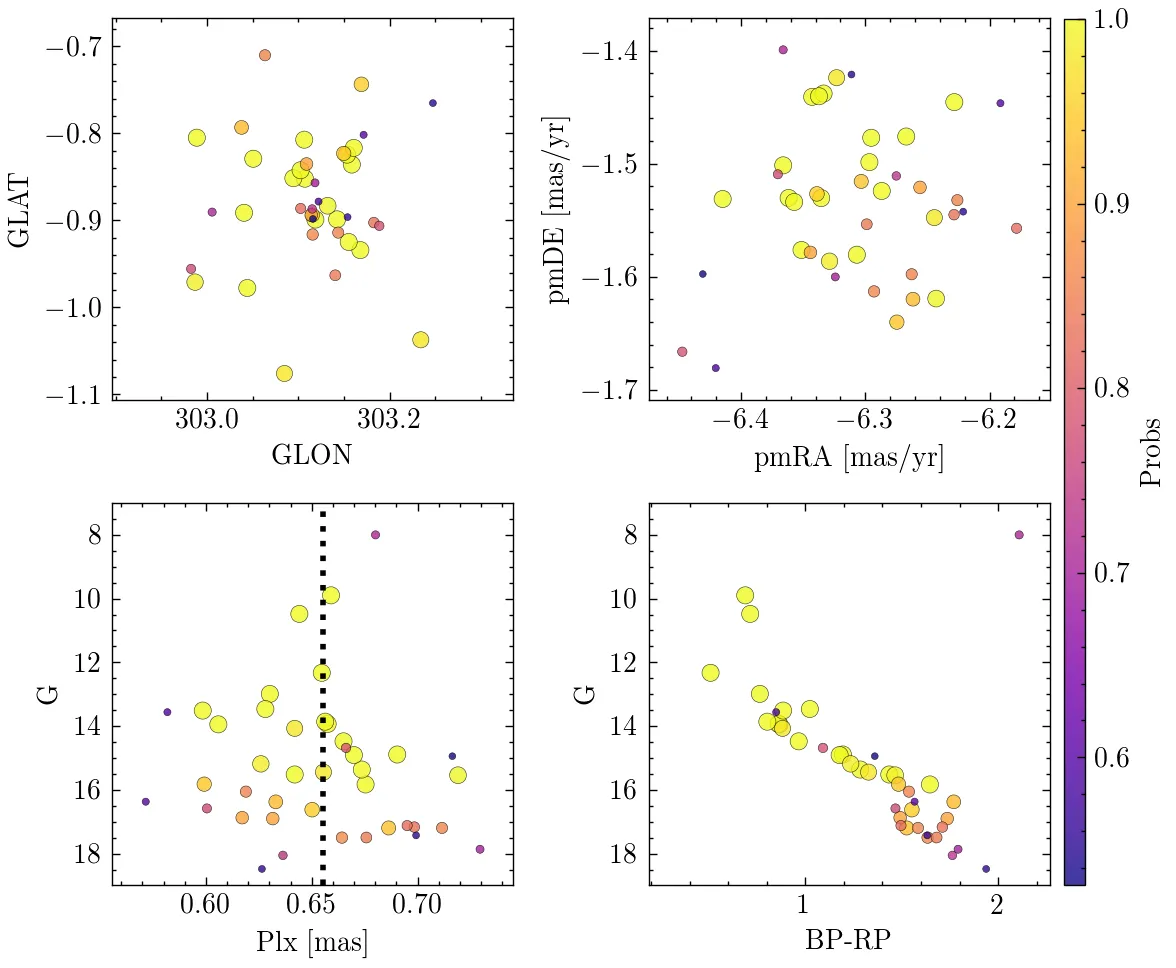 −0.7
−0.8
−0.9
−1.0
−1.1
GLAT
303.0 303.2
GLON
−1.4
−1.5
−1.6
−1.7
pmDE [mas/yr]
−6.4 −6.3 −6.2
pmRA [mas/yr]
8
10
12
14
16
18
G
0.60 0.65 0.70
Plx [mas]
8
10
12
14
16
18
G
1 2
BP-RP
1.0
0.9
0.8
0.7
0.6
Probs